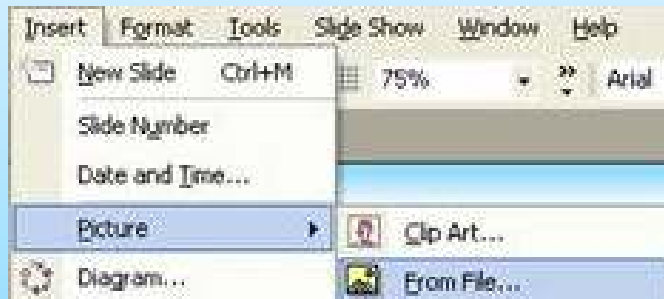 Insert Format Tools Slide Show Window Help
New Slide Ctrl+M 75% Arial
Slide Number
Date and Time...
Picture Clip Art...
Diagram... From File...